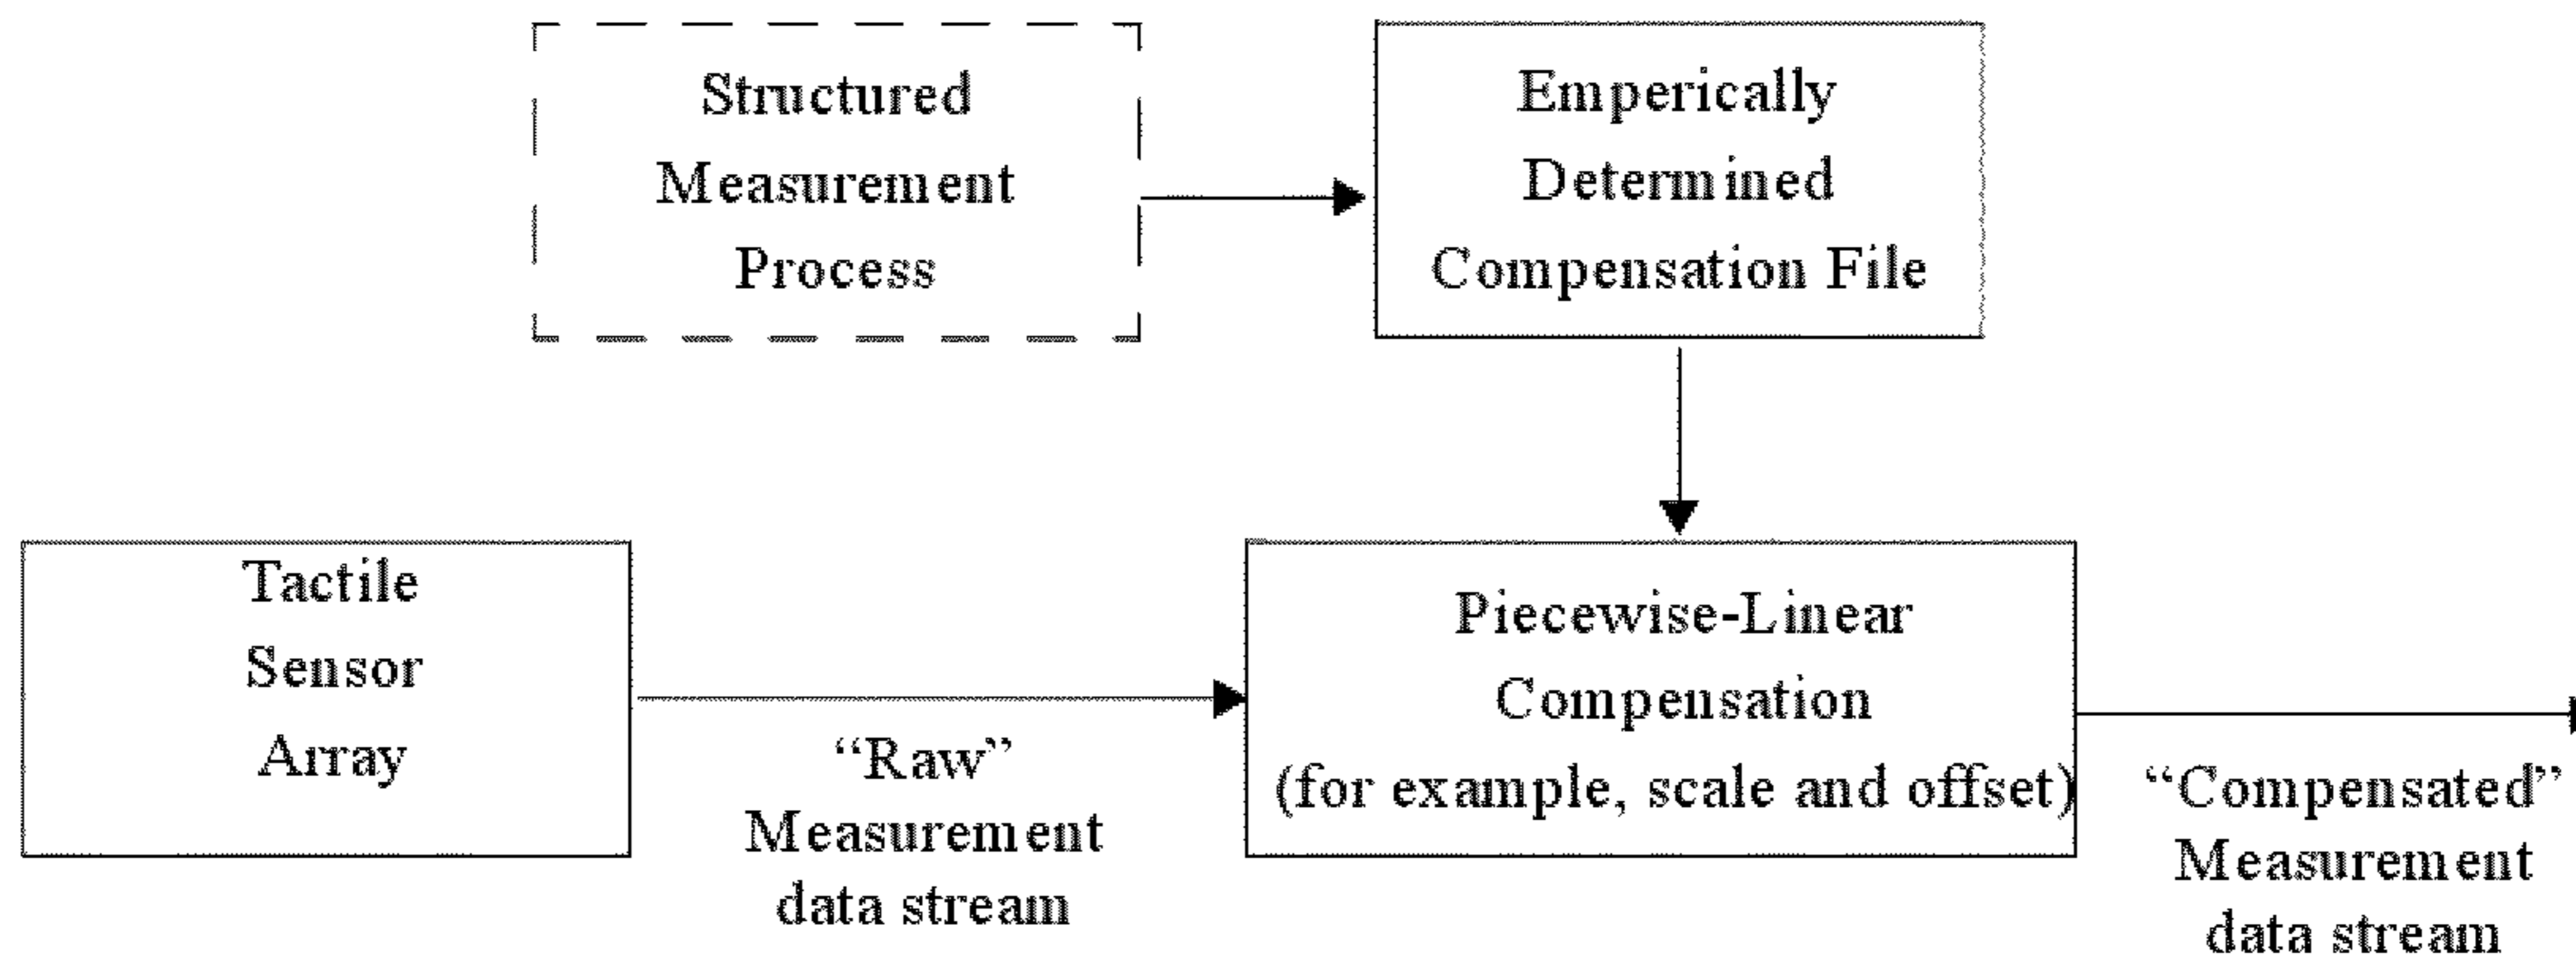 Structured
Measurement
Process
Emperically
Determined
Compensation File
Tactile
Sensor
Array
“Raw”
Measurement
data stream
Piecewise-Linear
Compensation
(for example, scale and offset)
“Compensated”
Measurement
data stream